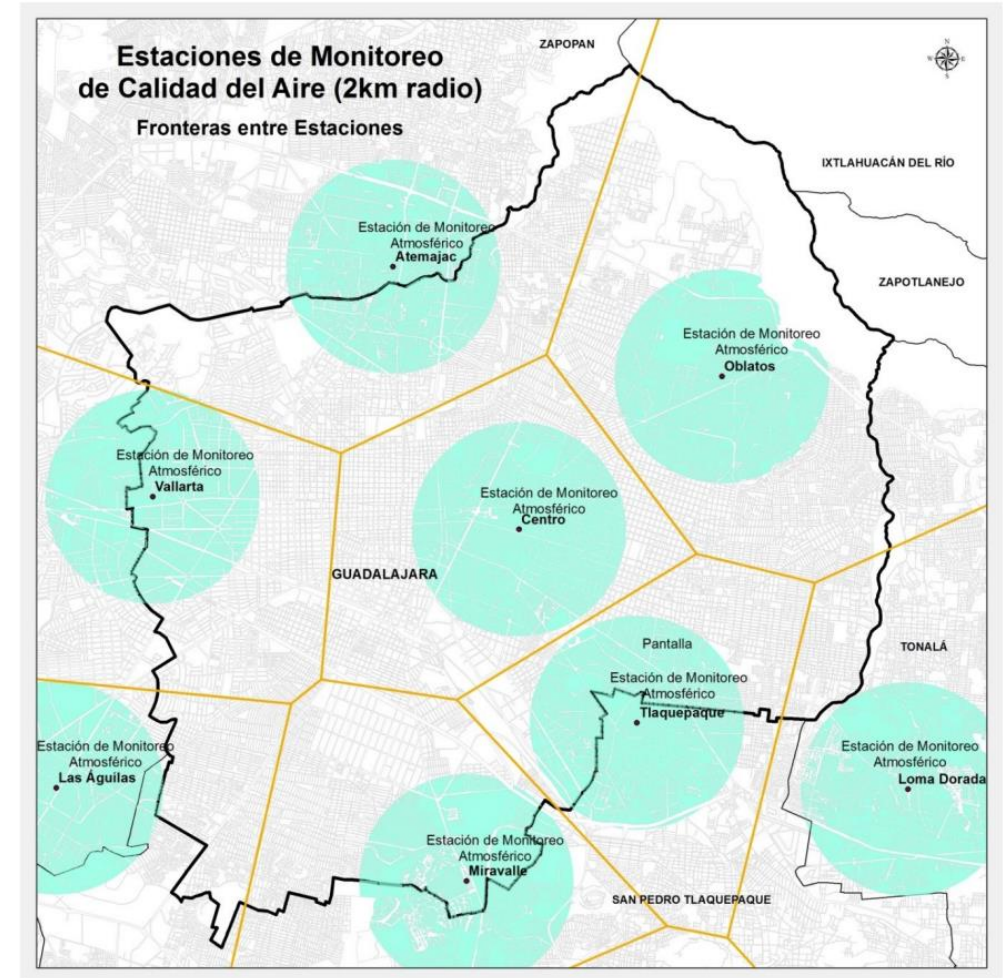 Estaciones de Monitoreo
de Calidad del Aire (2km radio)
Fronteras entre Estaciones
ZAPOPAN
N
W
E
S
IXTLAHUACÁN DEL RÍO
ZAPOTLANEJO
Estación de Monitoreo
Atmosférico
Atemajac
Estación de Monitoreo
Atmosférico
Oblatos
Estación de Monitoreo
Atmosférico
Vallarta
Estación de Monitoreo
Atmosférico
Centro
GUADALAJARA
Pantalla
TONALÁ
Estación de Monitoreo
Atmosférico
Tlaquepaque
Estación de Monitoreo
Atmosférico
Las Águilas
Estación de Monitoreo
Atmosférico
Loma Dorada
Estación de Monitoreo
Atmosférico
Miravalle
SAN PEDRO TLAQUEPAQUE